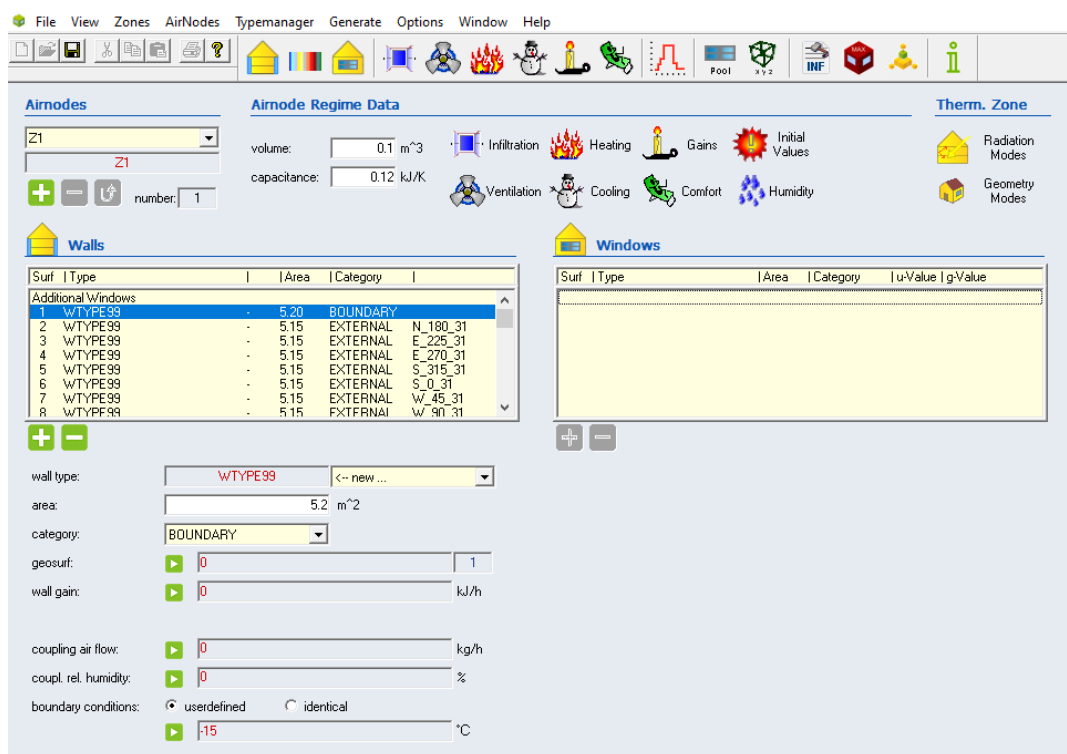 File View Zones AirNodes Typemanager Generate Options Window Help
Pool
x y z
INF
MAX
Airnodes
Airnode Regime Data
Therm. Zone
Z1
Z1
number: 1
volume: 0.1 m^3
capacitance: 0.12 kJ/K
Infiltration
Heating
Gains
Initial Values
Ventilation
Cooling
Comfort
Humidity
Radiation Modes
Geometry Modes
Walls
Surf | Type | | Area | Category |
Additional Windows
1 WTYPE99 - 5.20 BOUNDARY
2 WTYPE99 - 5.15 EXTERNAL N_180_31
3 WTYPE99 - 5.15 EXTERNAL E_225_31
4 WTYPE99 - 5.15 EXTERNAL E_270_31
5 WTYPE99 - 5.15 EXTERNAL S_315_31
6 WTYPE99 - 5.15 EXTERNAL S_0_31
7 WTYPE99 - 5.15 EXTERNAL W_45_31
8 WTYPE99 - 5.15 EXTERNAL W_90_31
Windows
Surf | Type | Area | Category | u-Value | g-Value
wall type: WTYPE99 <-- new ...
area: 5.2 m^2
category: BOUNDARY
geosurf: 0 1
wall gain: 0 kJ/h
coupling air flow: 0 kg/h
coupl. rel. humidity: 0 %
boundary conditions: userdefined identical
-15 °C